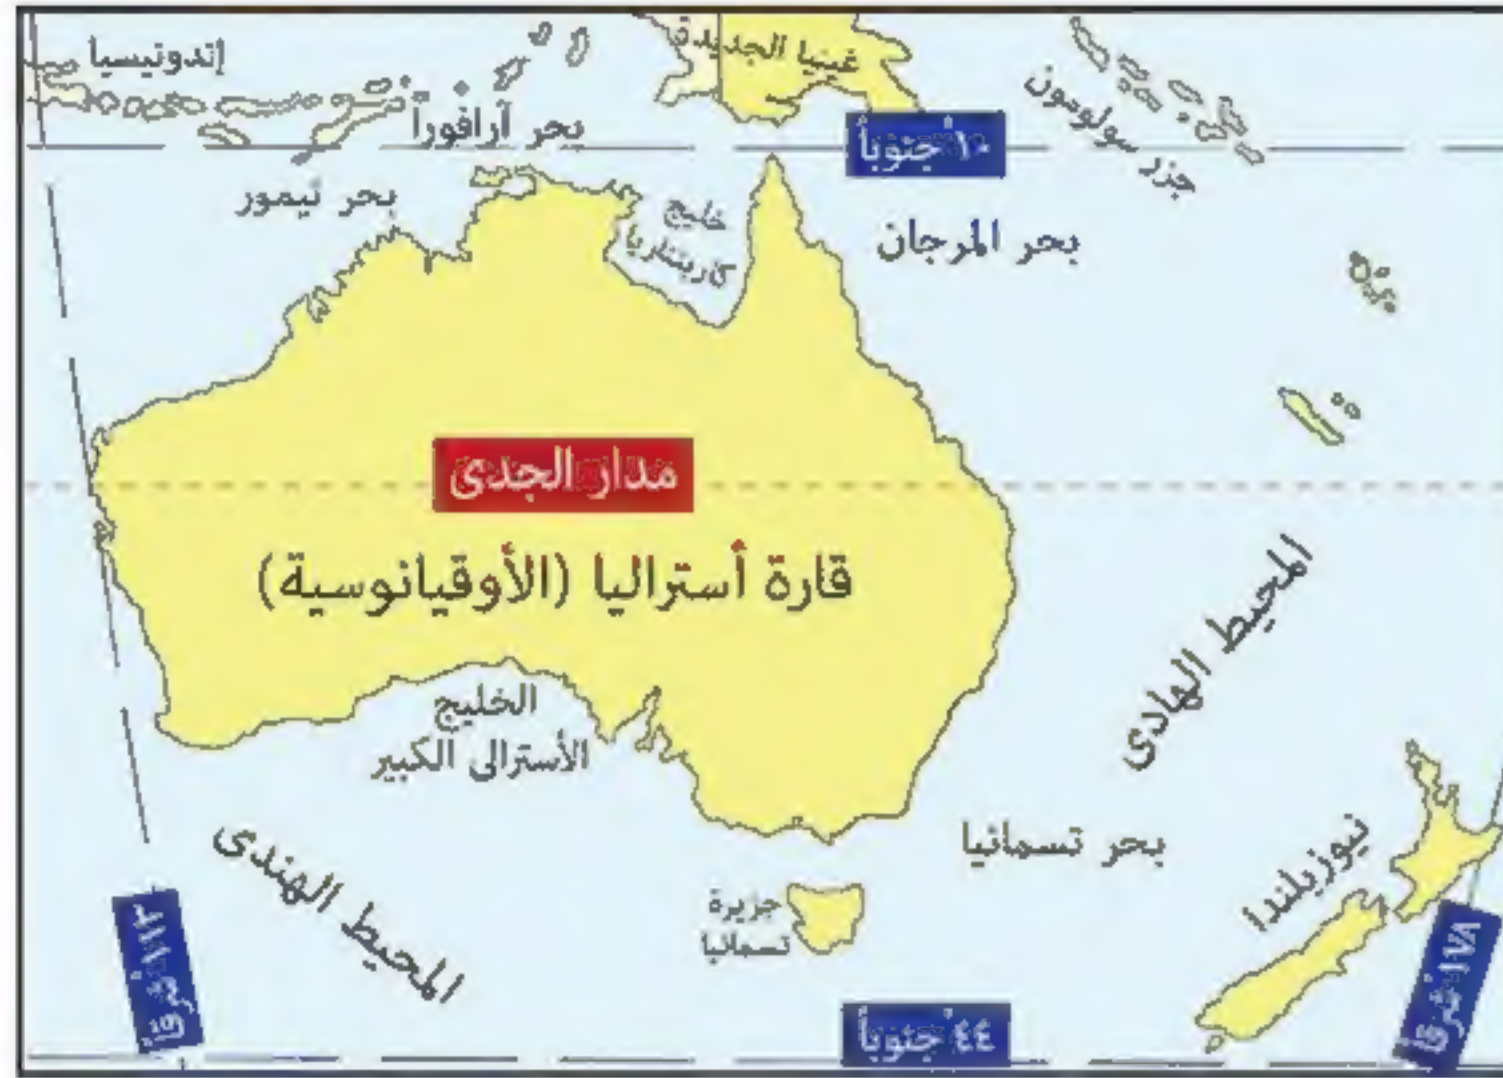 إندونيسيا
غينيا الجديدة
بحر آرافورا
١٠° جنوباً
جزر سولومون
بحر تيمور
خليج
كاربنتاريا
بحر المرجان
مدار الجدى
قارة أستراليا (الأوقيانوسية)
المحيط الهادى
الخليج
الأسترالى الكبير
بحر تسمانيا
نيوزيلندا
المحيط الهندى
جزيرة
تسمانيا
١١٢° شرقاً
١٧٨° شرقاً
٤٤° جنوباً